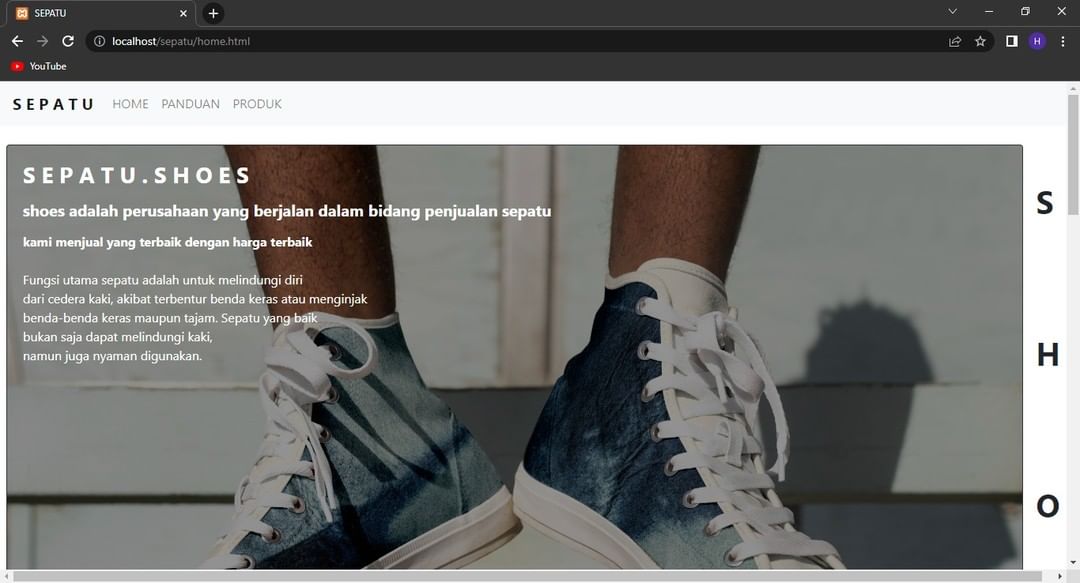 SEPATU
localhost/sepatu/home.html
H
YouTube
SEPATU HOME PANDUAN PRODUK
SEPATU.SHOES
shoes adalah perusahaan yang berjalan dalam bidang penjualan sepatu
kami menjual yang terbaik dengan harga terbaik
Fungsi utama sepatu adalah untuk melindungi diri
dari cedera kaki, akibat terbentur benda keras atau menginjak
benda-benda keras maupun tajam. Sepatu yang baik
bukan saja dapat melindungi kaki,
namun juga nyaman digunakan.
S
H
O